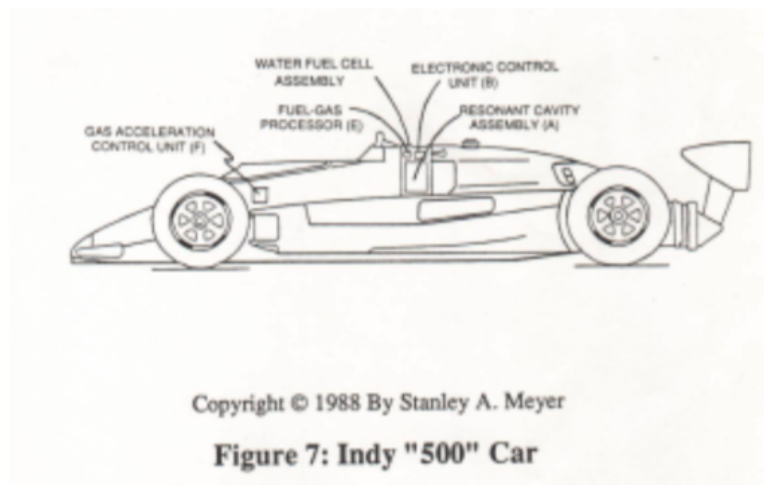 WATER FUEL CELL
ASSEMBLY
ELECTRONIC CONTROL
UNIT (B)
FUEL-GAS
PROCESSOR (E)
RESONANT CAVITY
ASSEMBLY (A)
GAS ACCELERATION
CONTROL UNIT (F)
Copyright © 1988 By Stanley A. Meyer
Figure 7: Indy "500" Car